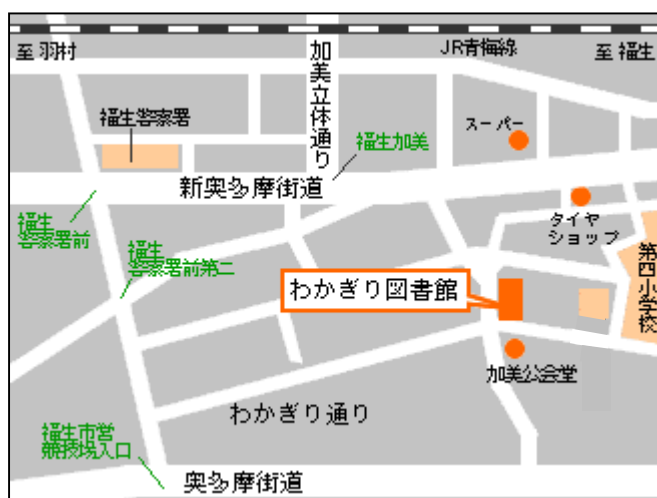 至 羽村
JR青梅線
至 福生
加美立体通り
福生警察署
福生加美
スーパー
新奥多摩街道
福生
警察署前
タイヤ
ショップ
福生
警察署前第二
第四小学校
わかぎり図書館
加美公会堂
わかぎり通り
福生市営
競技場入口
奥多摩街道